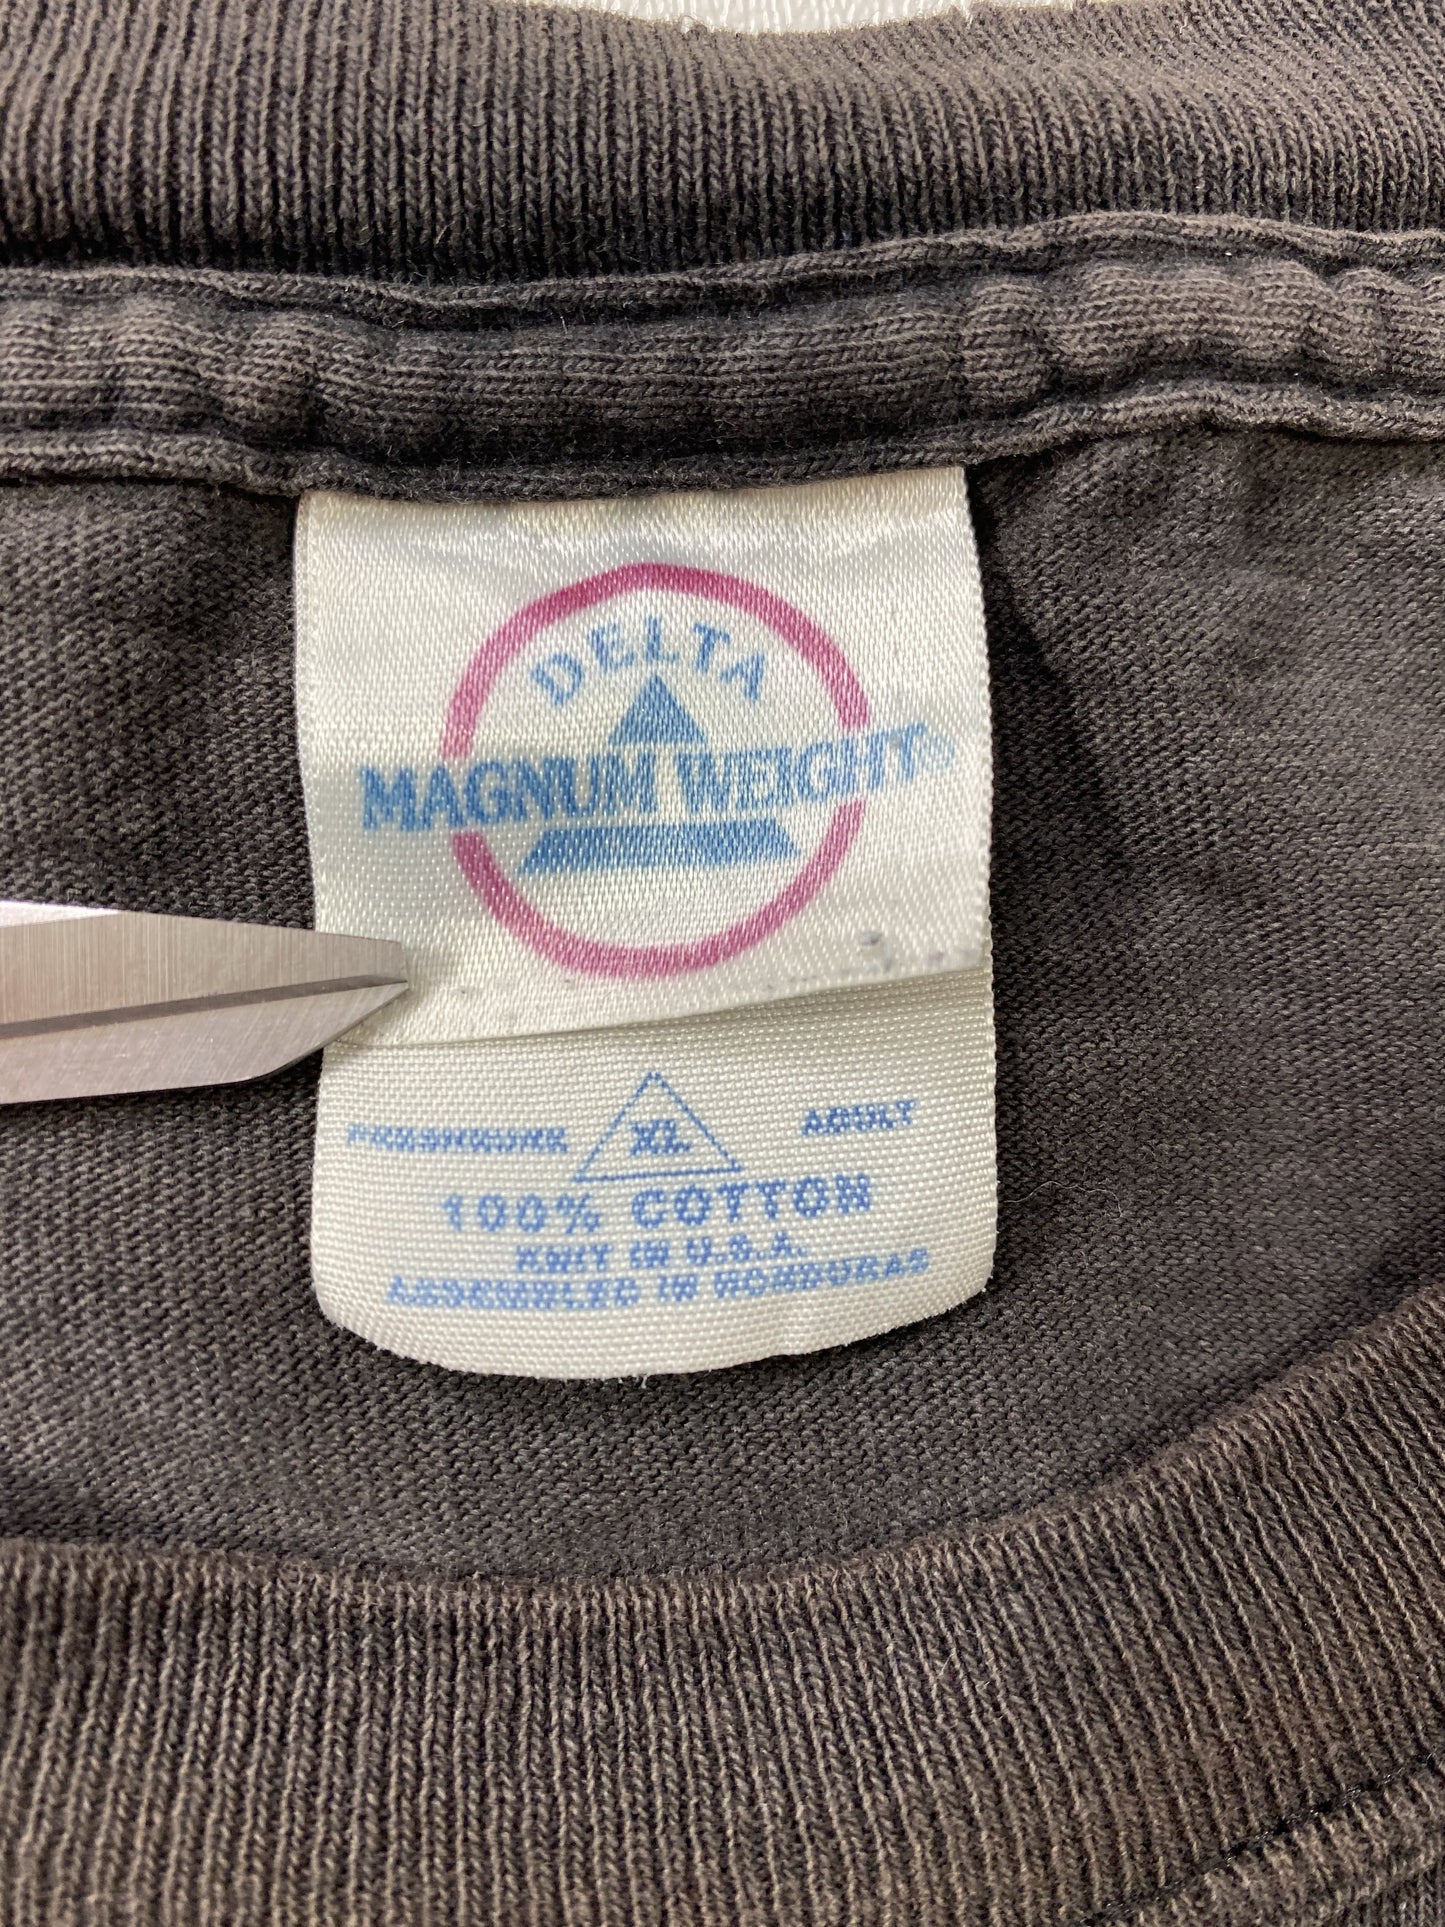 DELTA
MAGNUM WEIGHT®
PRESHRUNK XL ADULT
100% COTTON
KNIT IN U.S.A.
ASSEMBLED IN HONDURAS